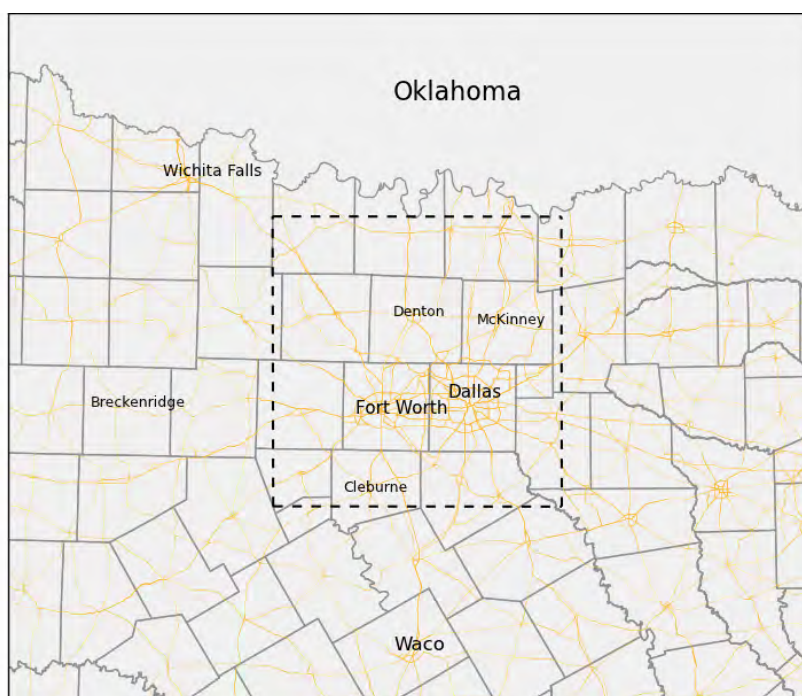 Oklahoma
Wichita Falls
Denton
McKinney
Breckenridge
Dallas
Fort Worth
Cleburne
Waco